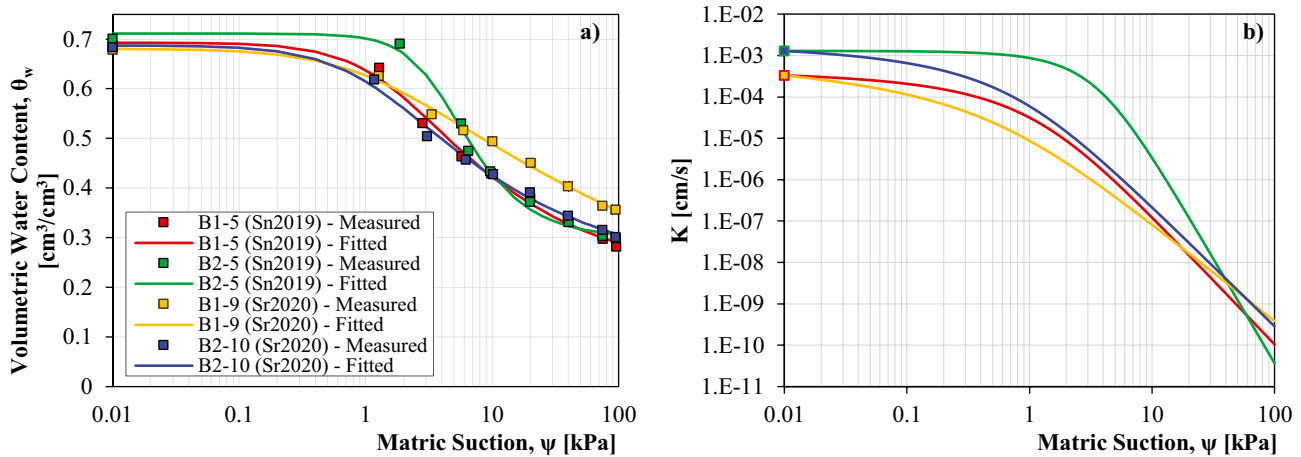 a)
0.7
0.6
0.5
0.4
0.3
0.2
0.1
0
Volumetric Water Content, θw
[cm³/cm³]
B1-5 (Sn2019) - Measured
B1-5 (Sn2019) - Fitted
B2-5 (Sn2019) - Measured
B2-5 (Sn2019) - Fitted
B1-9 (Sr2020) - Measured
B1-9 (Sr2020) - Fitted
B2-10 (Sr2020) - Measured
B2-10 (Sr2020) - Fitted
0.01 0.1 1 10 100
Matric Suction, ψ [kPa]
b)
1.E-02
1.E-03
1.E-04
1.E-05
1.E-06
1.E-07
1.E-08
1.E-09
1.E-10
1.E-11
K [cm/s]
0.01 0.1 1 10 100
Matric Suction, ψ [kPa]